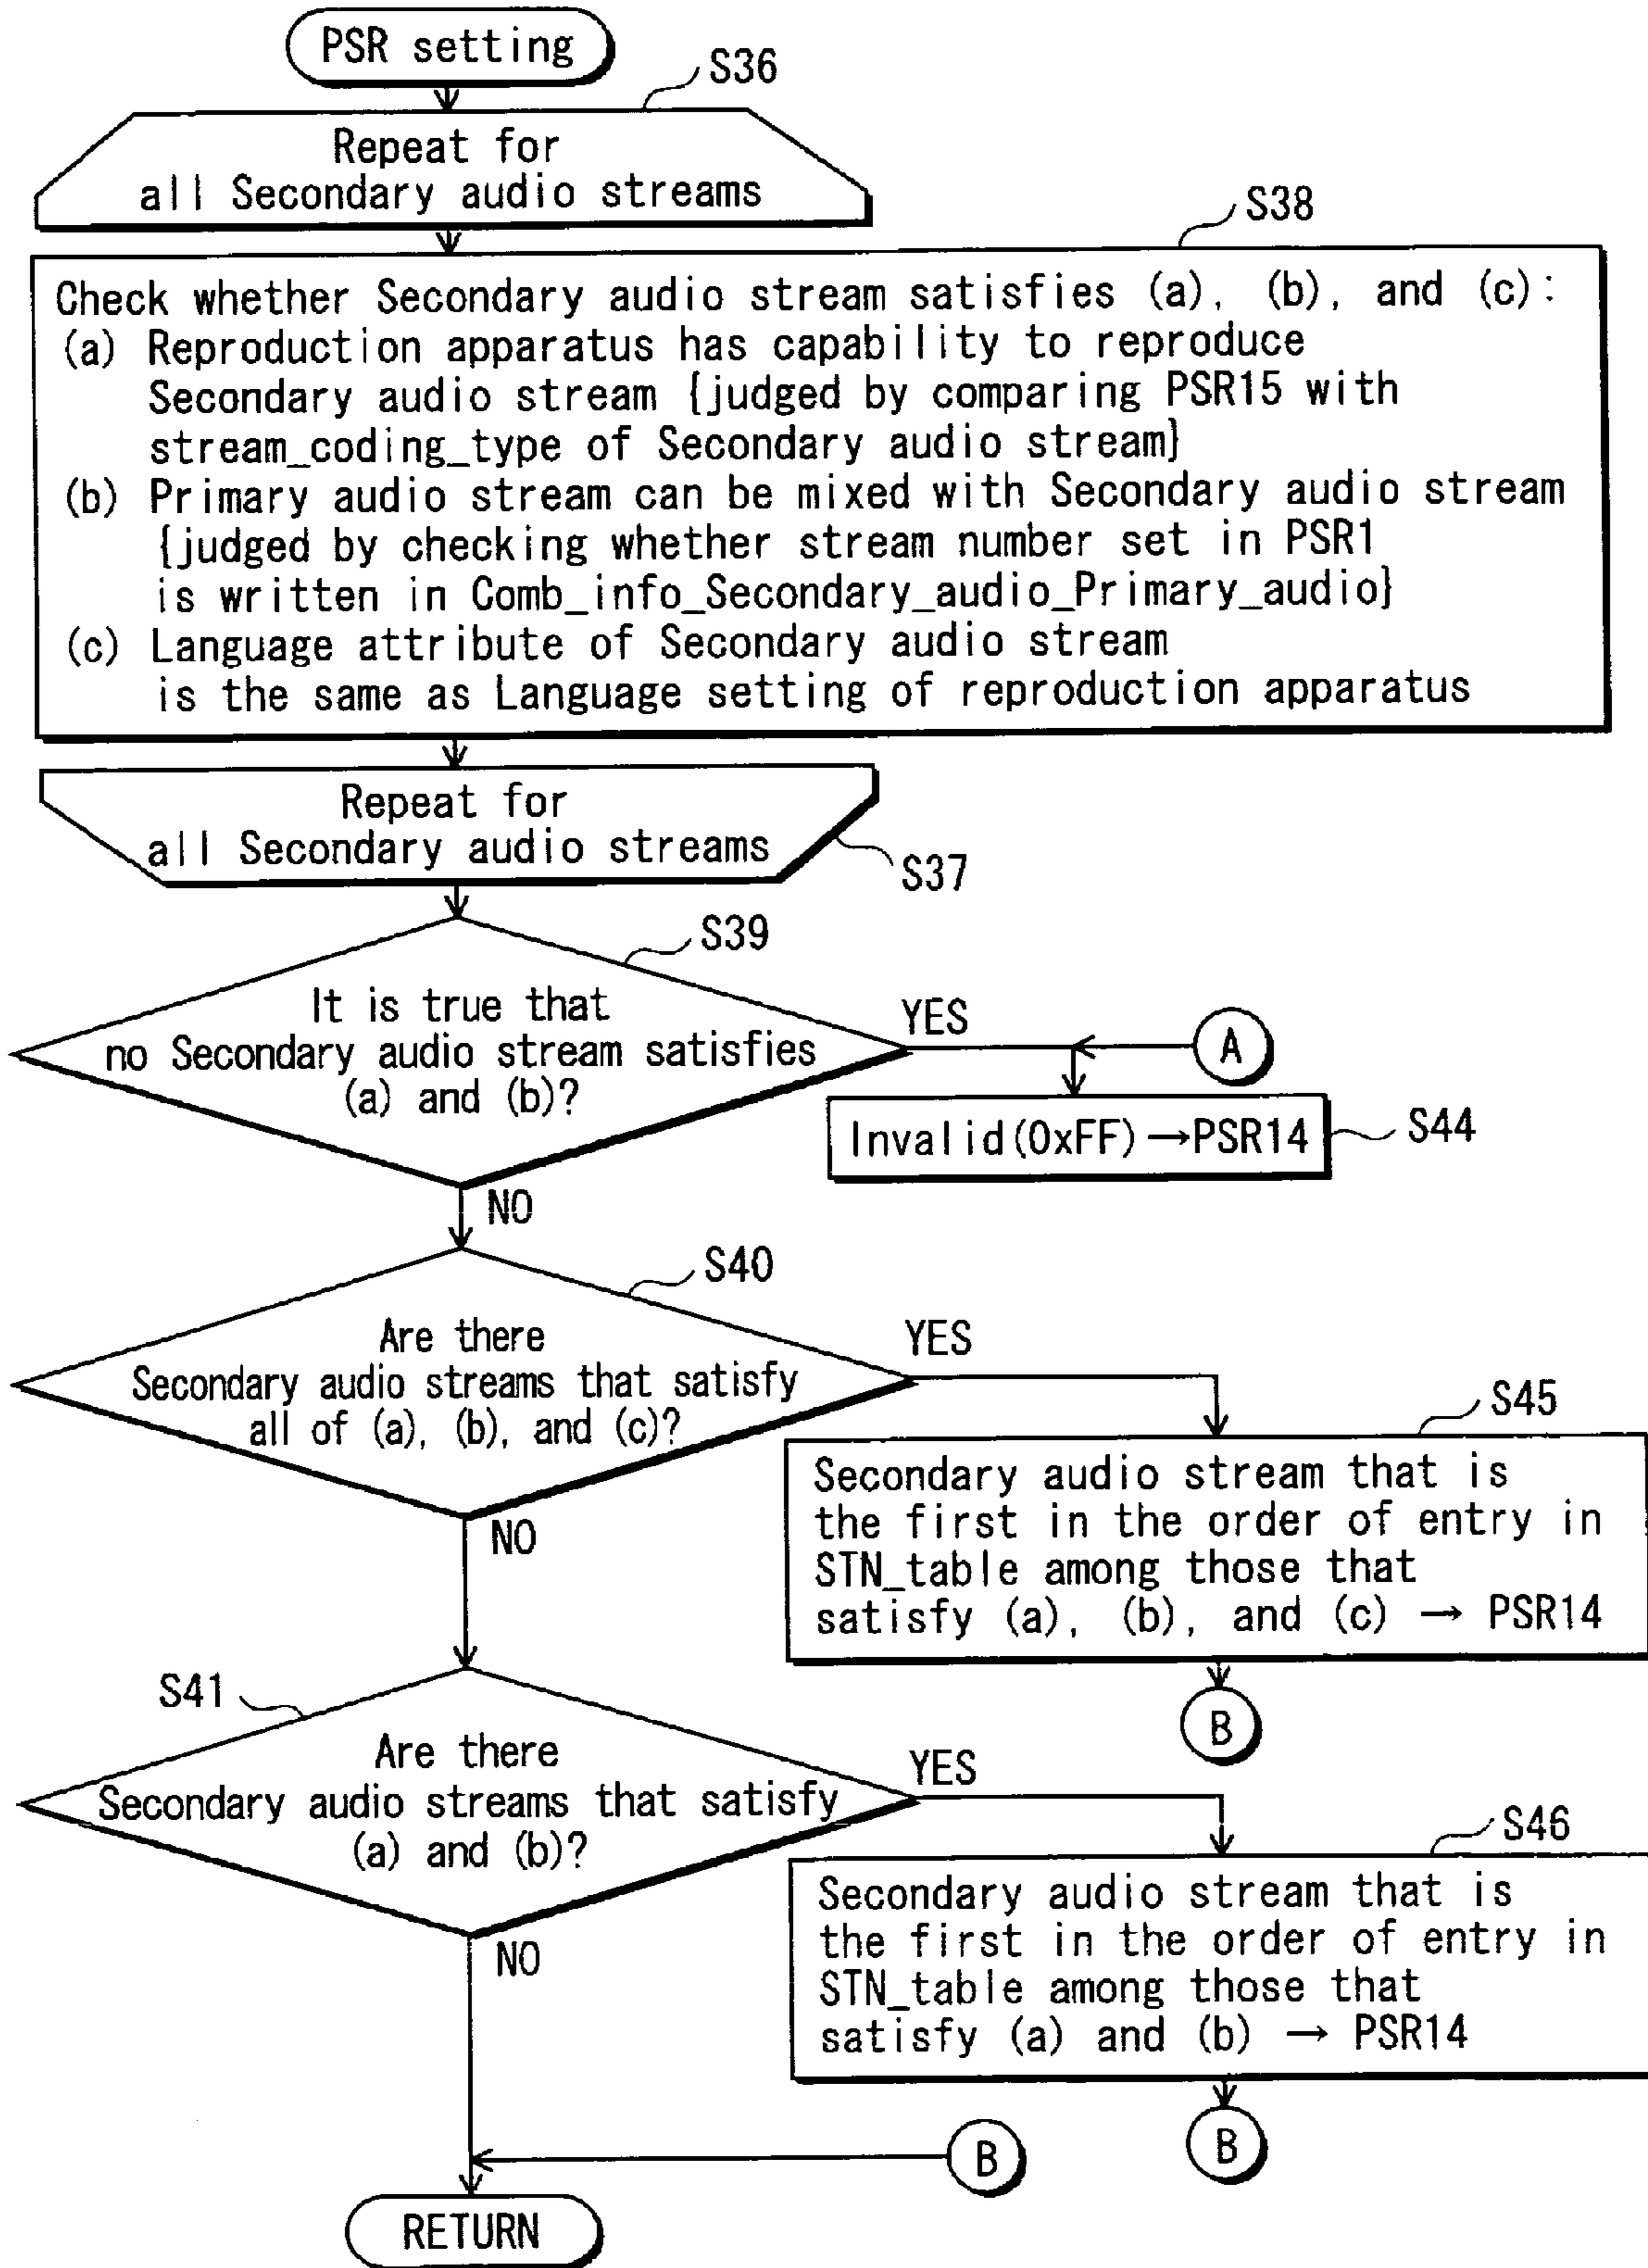 PSR setting
S36
Repeat for
all Secondary audio streams
S38
Check whether Secondary audio stream satisfies (a), (b), and (c):
(a) Reproduction apparatus has capability to reproduce
Secondary audio stream {judged by comparing PSR15 with
stream_coding_type of Secondary audio stream}
(b) Primary audio stream can be mixed with Secondary audio stream
{judged by checking whether stream number set in PSR1
is written in Comb_info_Secondary_audio_Primary_audio}
(c) Language attribute of Secondary audio stream
is the same as Language setting of reproduction apparatus
Repeat for
all Secondary audio streams
S37
S39
It is true that
no Secondary audio stream satisfies
(a) and (b)?
YES
A
Invalid(0xFF)→PSR14
S44
NO
S40
Are there
Secondary audio streams that satisfy
all of (a), (b), and (c)?
YES
S45
Secondary audio stream that is
the first in the order of entry in
STN_table among those that
satisfy (a), (b), and (c) → PSR14
B
NO
S41
Are there
Secondary audio streams that satisfy
(a) and (b)?
YES
S46
Secondary audio stream that is
the first in the order of entry in
STN_table among those that
satisfy (a) and (b) → PSR14
B
NO
B
RETURN